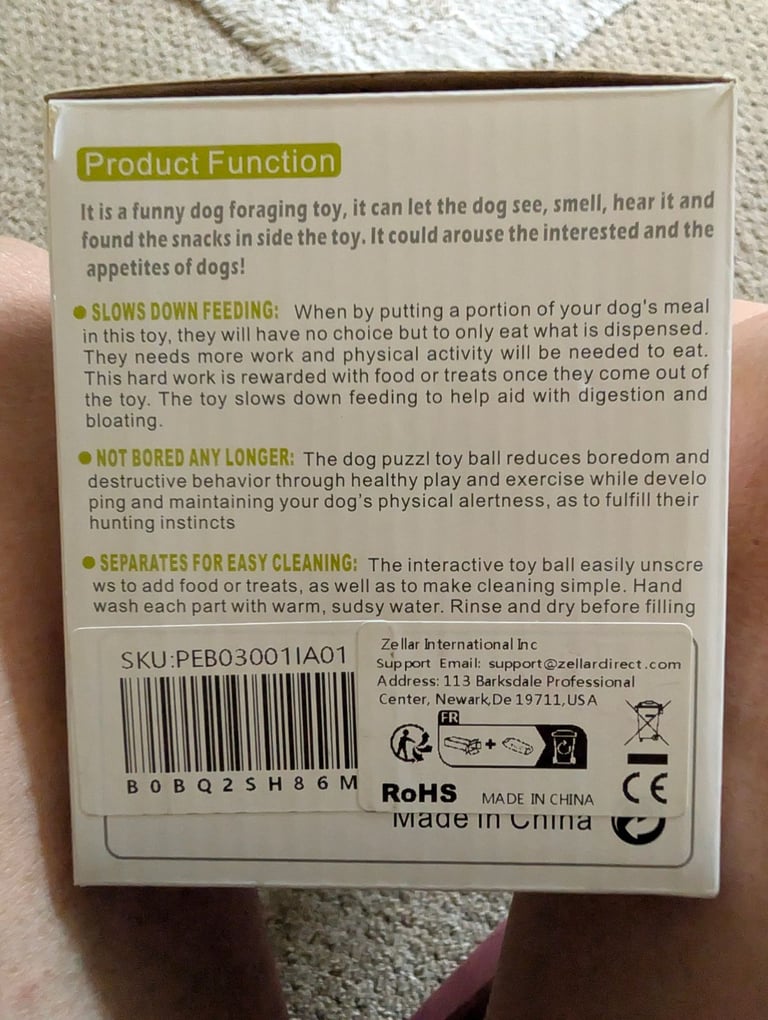 Product Function
It is a funny dog foraging toy, it can let the dog see, smell, hear it and
found the snacks in side the toy. It could arouse the interested and the
appetites of dogs!
● SLOWS DOWN FEEDING: When by putting a portion of your dog's meal
in this toy, they will have no choice but to only eat what is dispensed.
They needs more work and physical activity will be needed to eat.
This hard work is rewarded with food or treats once they come out of
the toy. The toy slows down feeding to help aid with digestion and
bloating.
● NOT BORED ANY LONGER: The dog puzzl toy ball reduces boredom and
destructive behavior through healthy play and exercise while develo
ping and maintaining your dog's physical alertness, as to fulfill their
hunting instincts
● SEPARATES FOR EASY CLEANING: The interactive toy ball easily unscre
ws to add food or treats, as well as to make cleaning simple. Hand
wash each part with warm, sudsy water. Rinse and dry before filling
SKU:PEB03001IA01
B0BQ2SH86M
Zellar International Inc
Support Email: support@zellardirect.com
Address: 113 Barksdale Professional
Center, Newark,De 19711,USA
FR
+
CE
RoHS MADE IN CHINA
Made in China